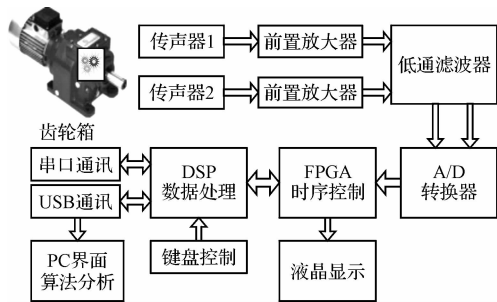 传声器1
前置放大器
低通滤波器
传声器2
前置放大器
齿轮箱
串口通讯
USB通讯
DSP
数据处理
FPGA
时序控制
A/D
转换器
PC界面
算法分析
键盘控制
液晶显示